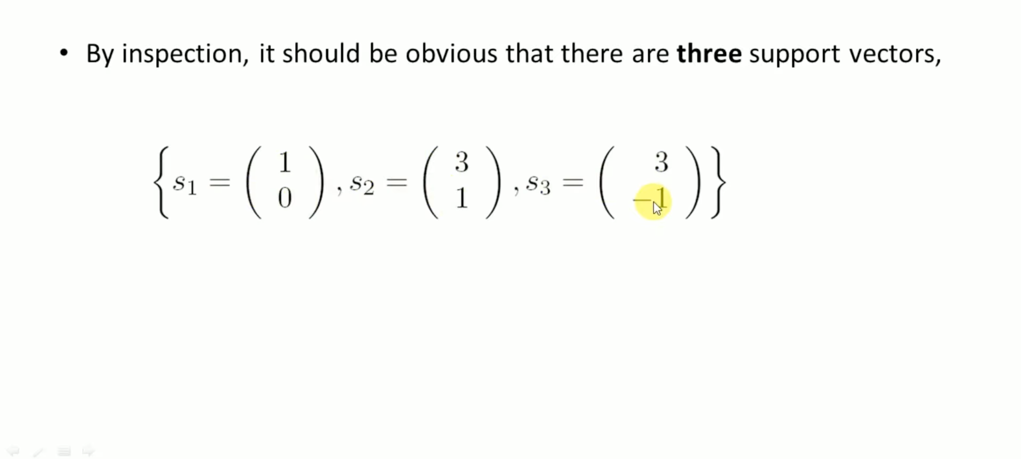 • By inspection, it should be obvious that there are three support vectors,
{ s₁ = ( 1 0 ) , s₂ = ( 3 1 ) , s₃ = ( 3 −1 ) }